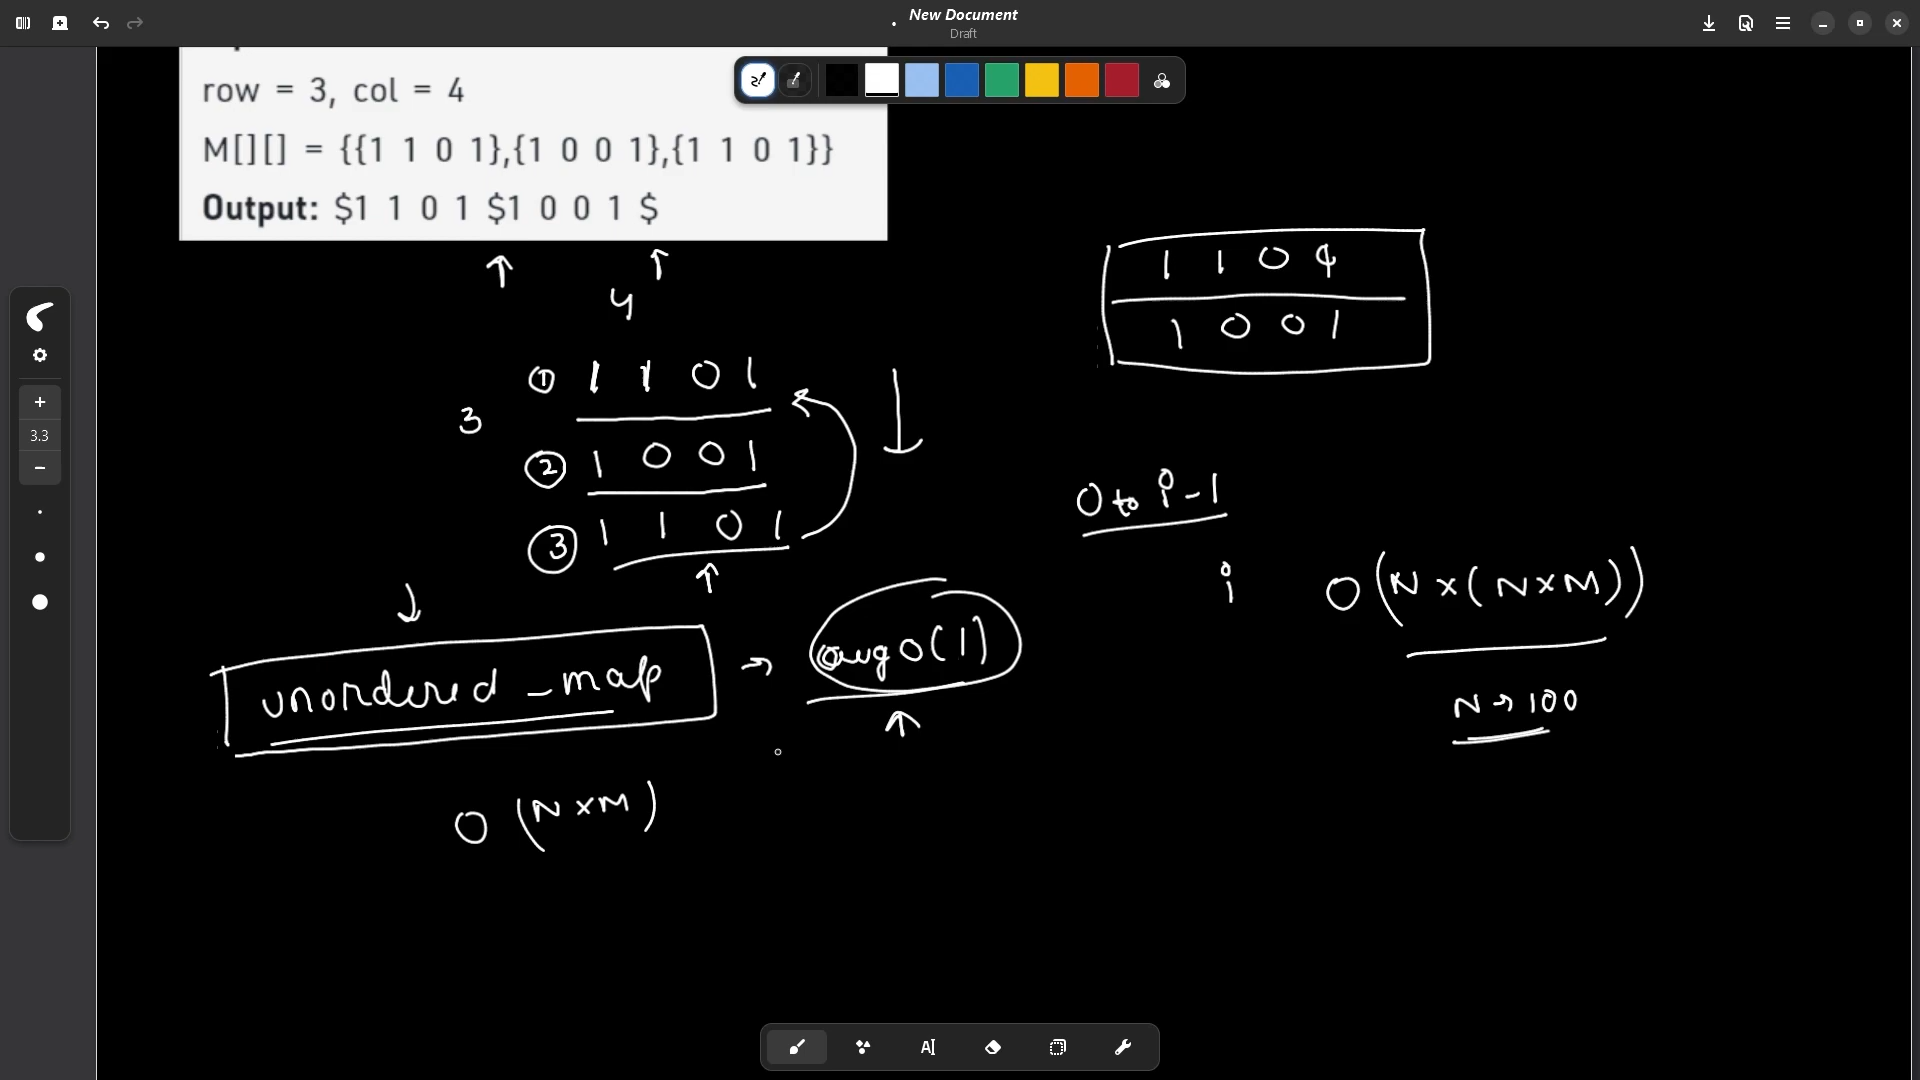 New Document
Draft
row = 3, col = 4
M[][] = {{1 1 0 1},{1 0 0 1},{1 1 0 1}}
Output: $1 1 0 1 $1 0 0 1 $
4
3
① 1 1 0 1
② 1 0 0 1
③ 1 1 0 1
1 1 0 1
1 0 0 1
0 to i-1
i
O(N×(N×M))
N→100
unordered_map → avg O(1)
O(N×M)
3.3
AI